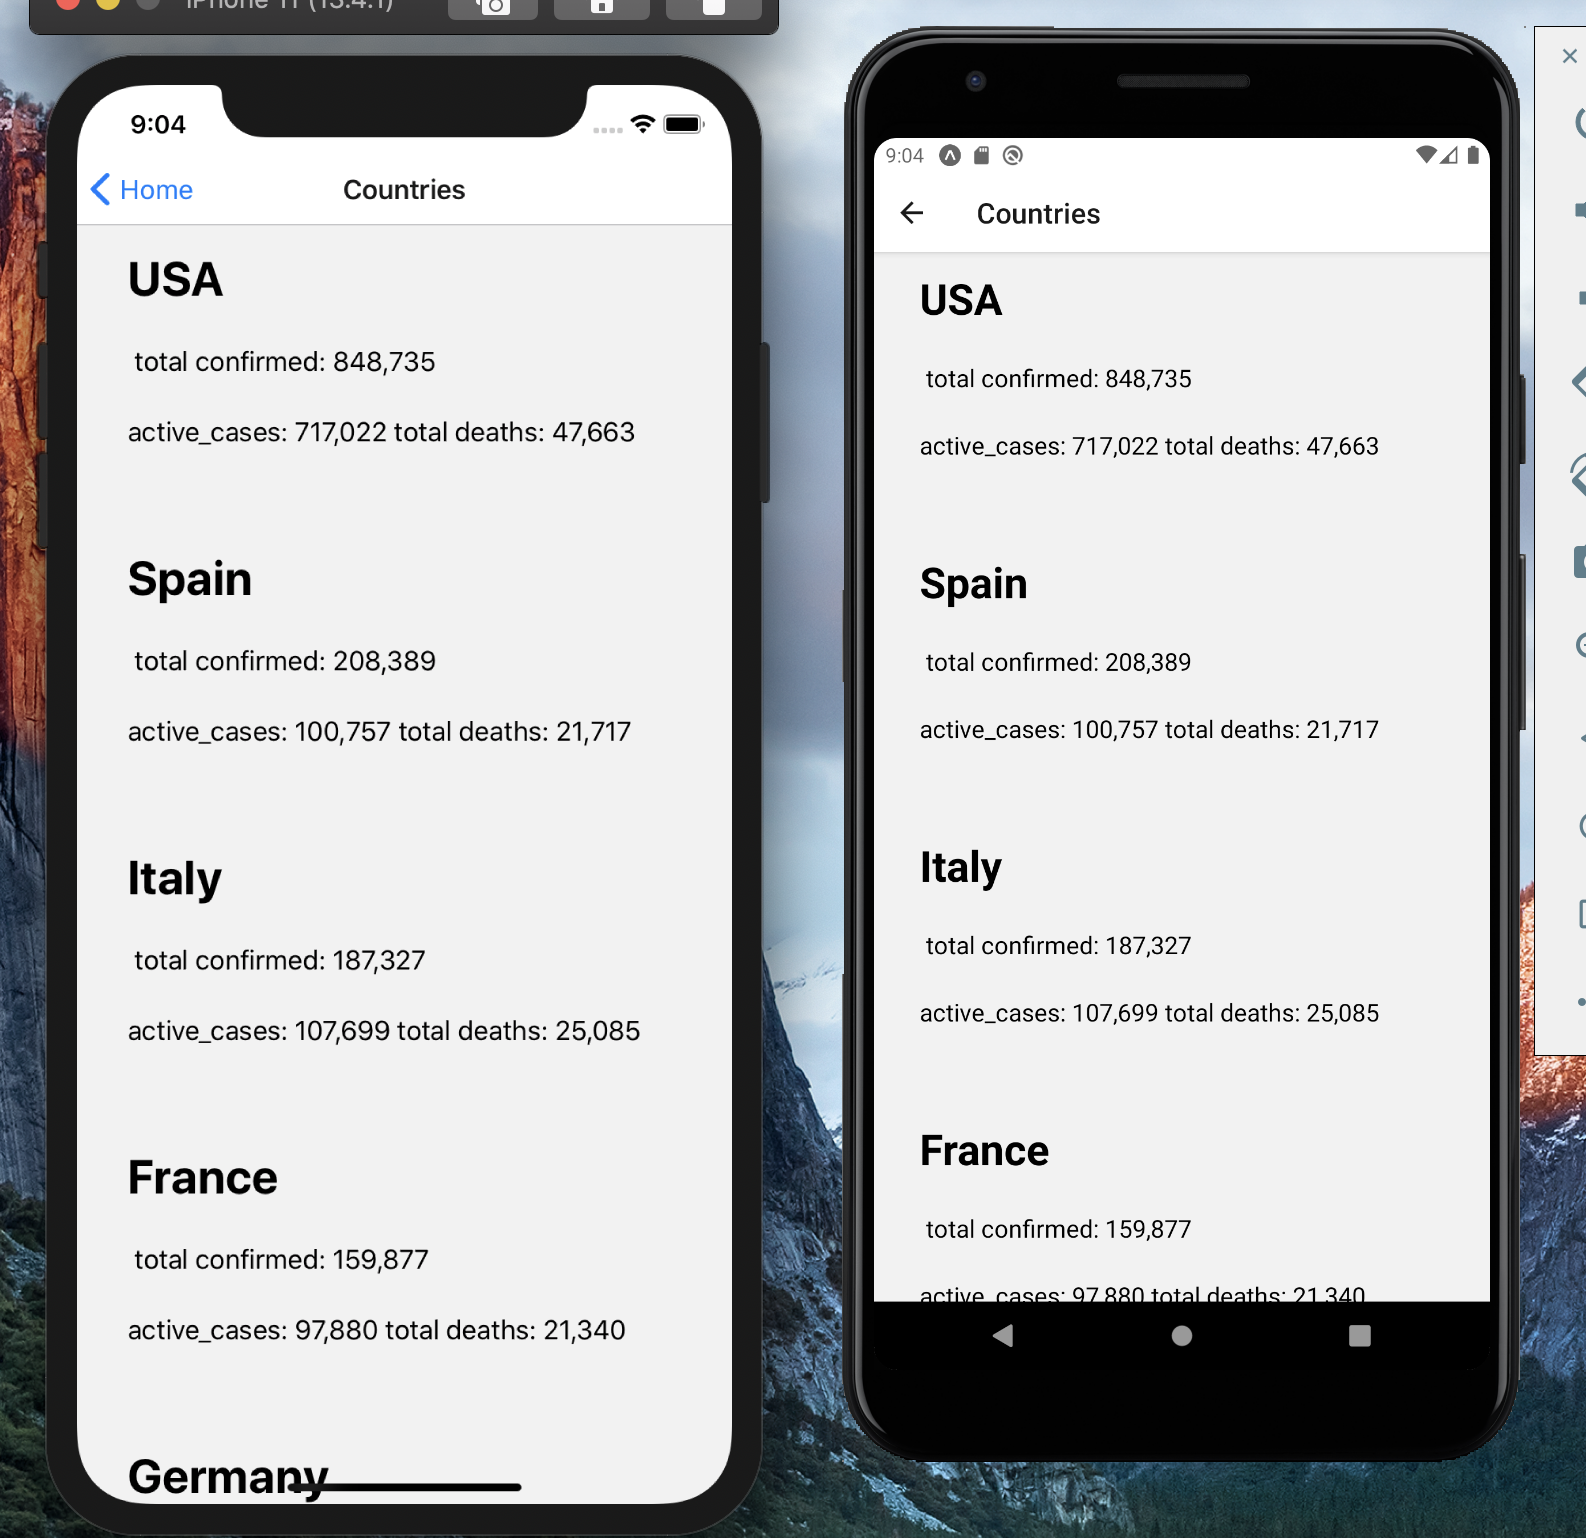 iPhone 11 (13.4.1)
9:04
Home
Countries
USA
total confirmed: 848,735
active_cases: 717,022 total deaths: 47,663
Spain
total confirmed: 208,389
active_cases: 100,757 total deaths: 21,717
Italy
total confirmed: 187,327
active_cases: 107,699 total deaths: 25,085
France
total confirmed: 159,877
active_cases: 97,880 total deaths: 21,340
Germany
9:04
Countries
USA
total confirmed: 848,735
active_cases: 717,022 total deaths: 47,663
Spain
total confirmed: 208,389
active_cases: 100,757 total deaths: 21,717
Italy
total confirmed: 187,327
active_cases: 107,699 total deaths: 25,085
France
total confirmed: 159,877
active_cases: 97,880 total deaths: 21,340